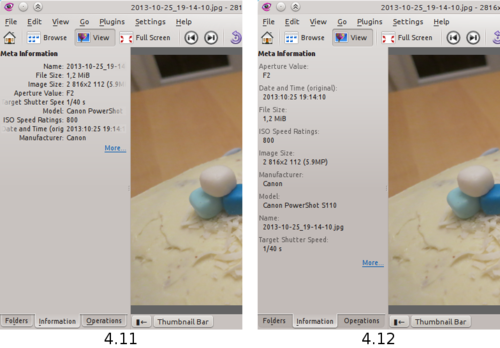 2013-10-25_19-14-10.jpg - 2816
File Edit View Go Plugins Settings Help
Browse View Full Screen
Meta Information
Name: 2013-10-25_19-1
File Size: 1,2 MiB
Image Size: 2 816x2 112 (5.9M
Aperture Value: F2
Target Shutter Spee 1/40 s
Model: Canon PowerShot
ISO Speed Ratings: 800
Date and Time (orig 2013:10:25 19:14
Manufacturer: Canon
More...
Folders Information Operations Thumbnail Bar
4.11
2013-10-25_19-14-10.jpg - 2816x
File Edit View Go Plugins Settings Help
Browse View Full Screen
Meta Information
Aperture Value:
F2
Date and Time (original):
2013:10:25 19:14:10
File Size:
1,2 MiB
ISO Speed Ratings:
800
Image Size:
2 816x2 112 (5.9MP)
Manufacturer:
Canon
Model:
Canon PowerShot S110
Name:
2013-10-25_19-14-10.jpg
Target Shutter Speed:
1/40 s
More...
Folders Information Operations Thumbnail Bar
4.12